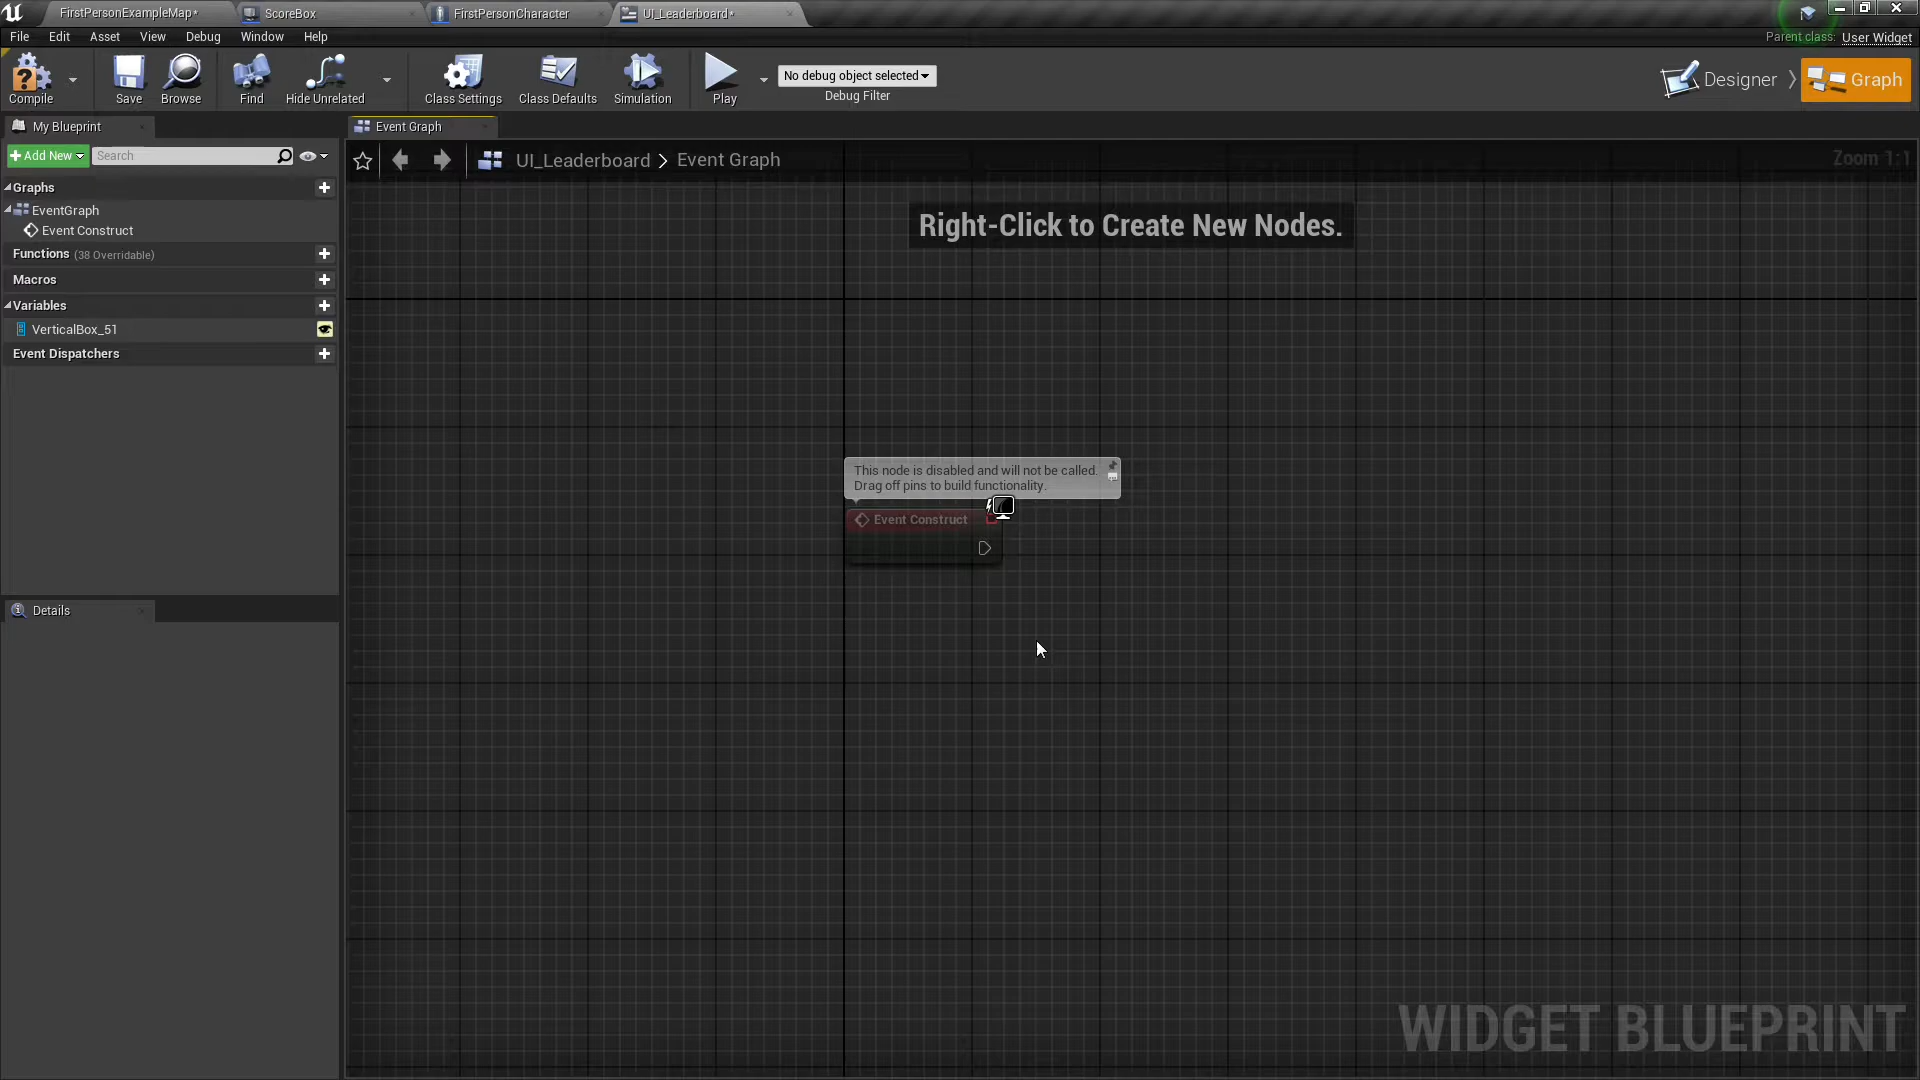 FirstPersonExampleMap*
ScoreBox
FirstPersonCharacter
UI_Leaderboard*
File Edit Asset View Debug Window Help
Parent class: User Widget
Compile
Save
Browse
Find
Hide Unrelated
Class Settings
Class Defaults
Simulation
Play
No debug object selected
Debug Filter
Designer
Graph
My Blueprint
Event Graph
Add New
Search
UI_Leaderboard > Event Graph
Zoom 1:1
Graphs
EventGraph
Event Construct
Functions (38 Overridable)
Macros
Variables
VerticalBox_51
Event Dispatchers
Right-Click to Create New Nodes.
This node is disabled and will not be called.
Drag off pins to build functionality.
Event Construct
Details
WIDGET BLUEPRINT